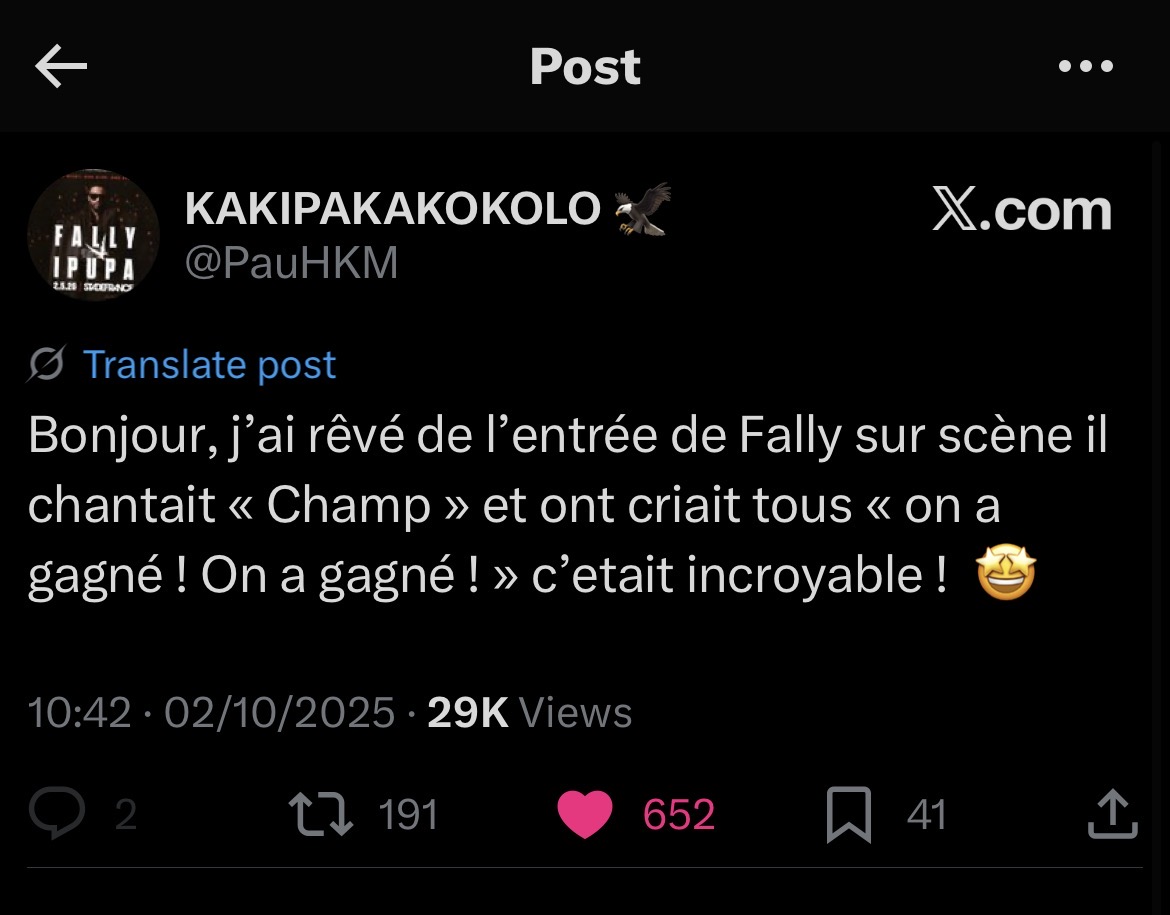 Post
KAKIPAKAKOKOLO 🦅
X.com
@PauHKM
FALLY
IPUPA
2.5.26 STADE FRANCE
Translate post
Bonjour, j’ai rêvé de l’entrée de Fally sur scène il
chantait « Champ » et ont criait tous « on a
gagné ! On a gagné ! » c’etait incroyable ! 🤩
10:42 · 02/10/2025 · 29K Views
2 191 652 41